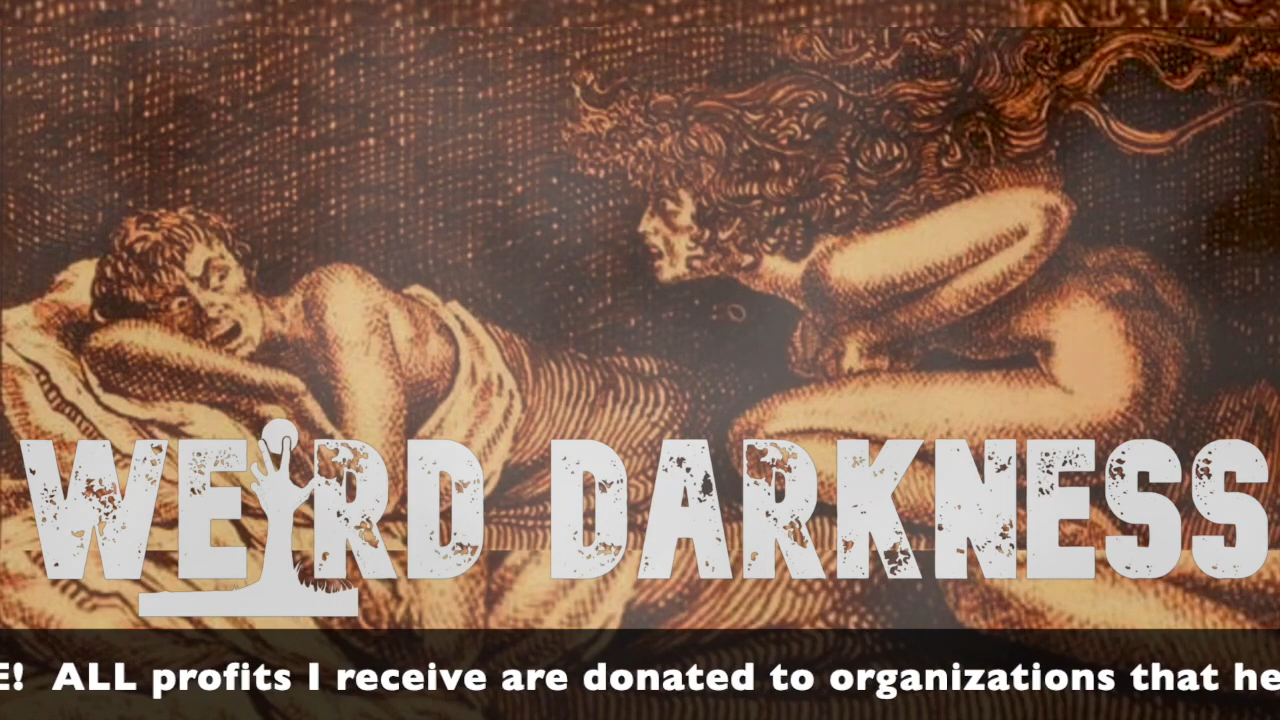 WEIRD DARKNESS
E! ALL profits I receive are donated to organizations that he